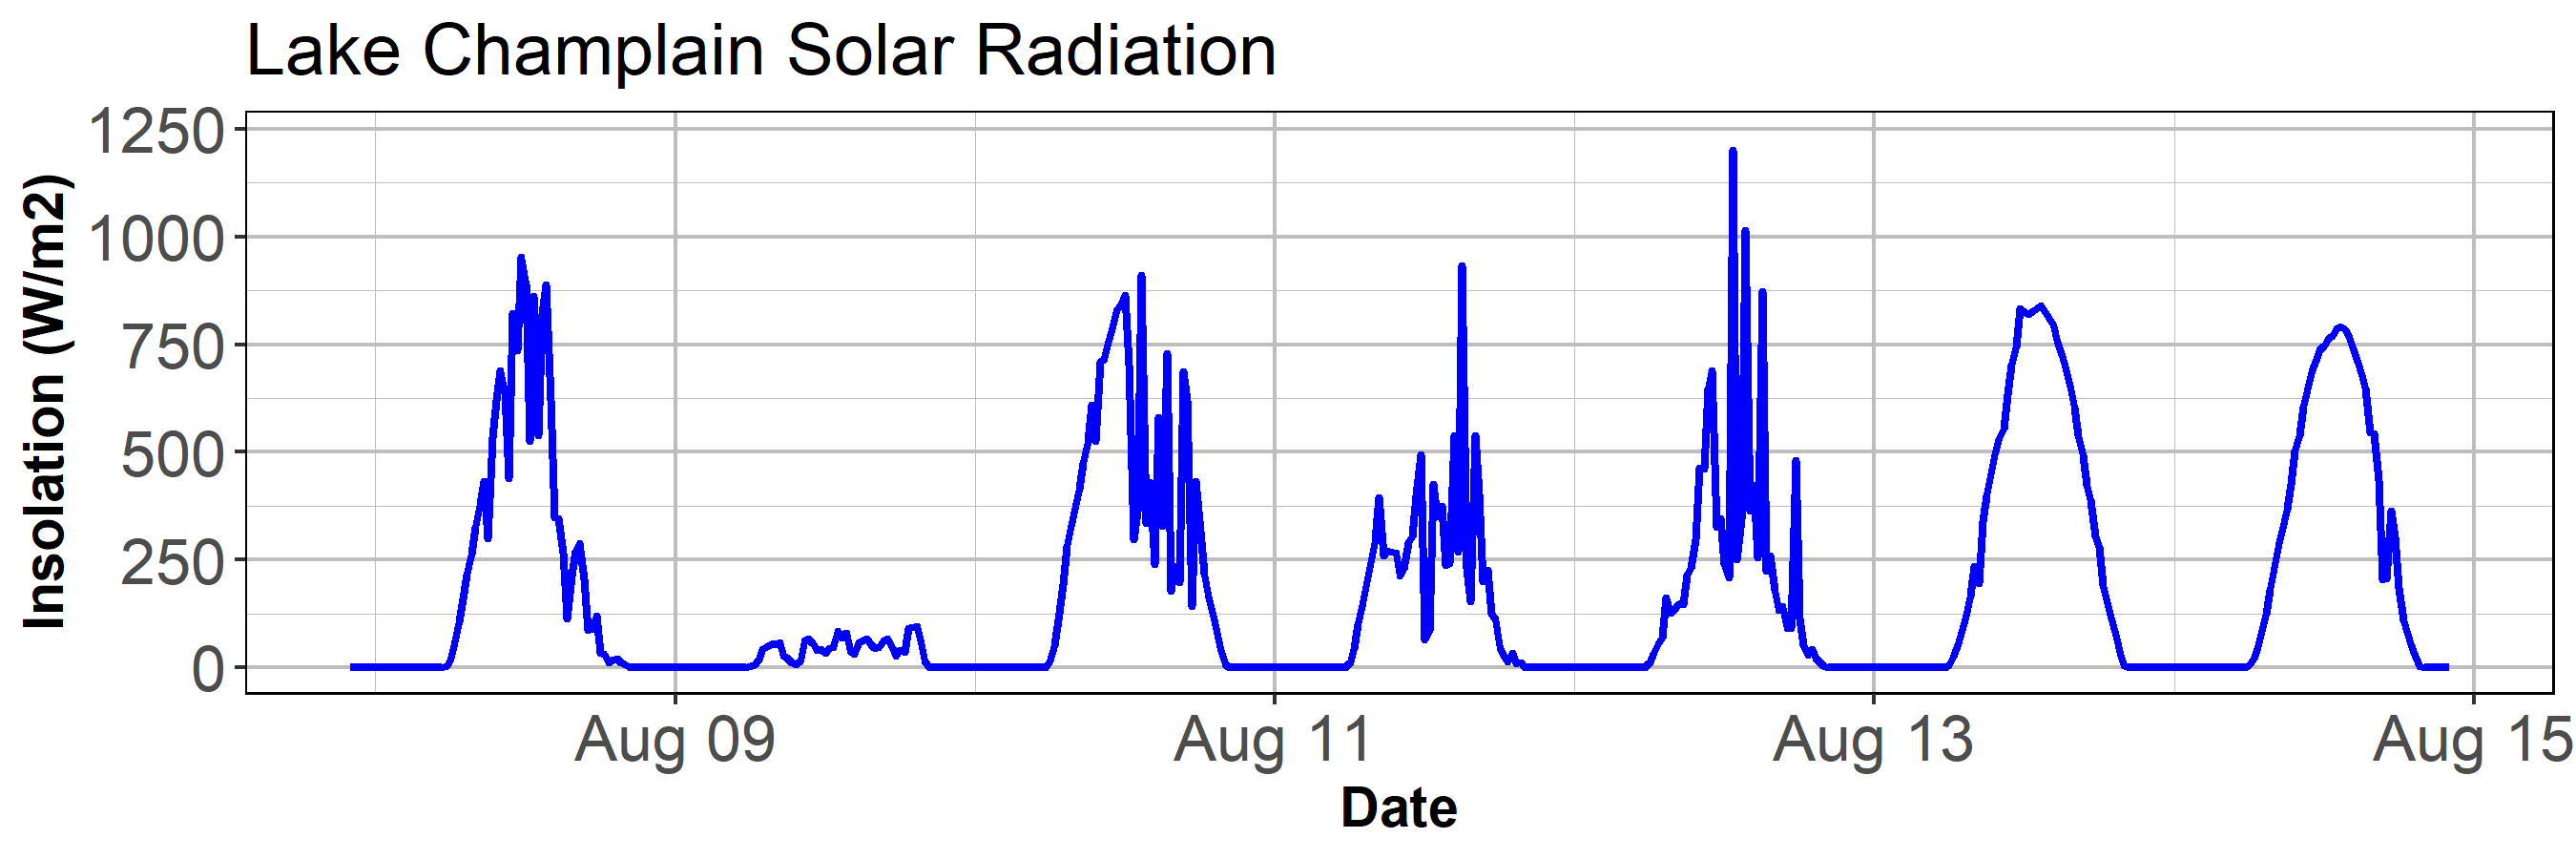 Lake Champlain Solar Radiation
1250
1000
750
500
250
0
Insolation (W/m2)
Aug 09 Aug 11 Aug 13 Aug 15
Date